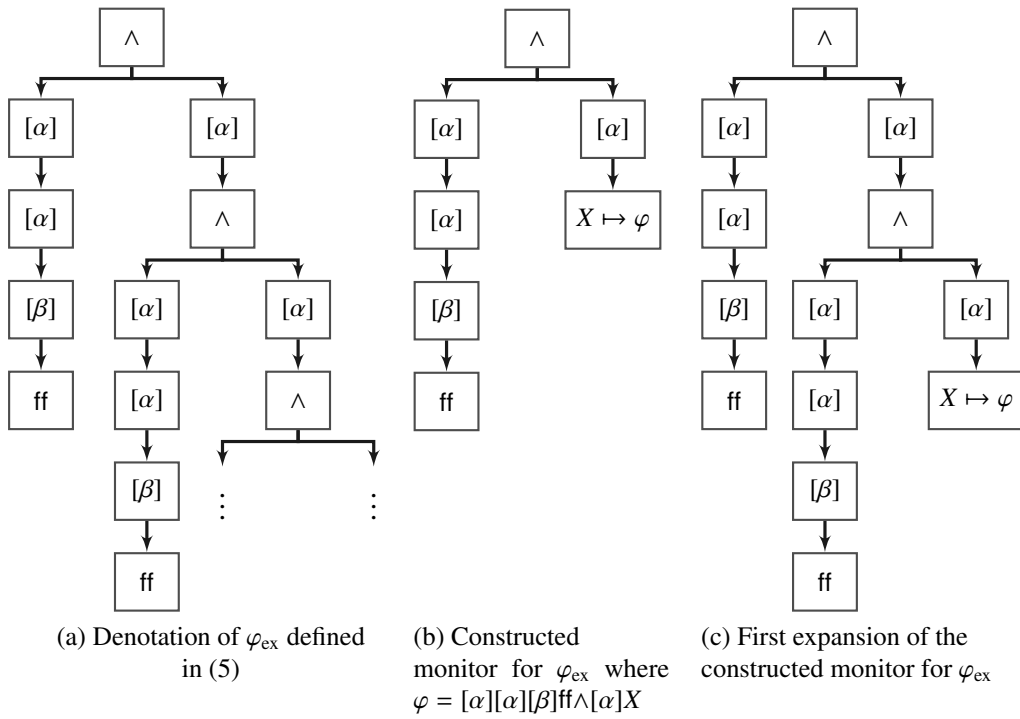 ∧
[α]
[α]
[α]
∧
[β]
[α]
[α]
ff
[α]
∧
[β]
⋮
⋮
ff
(a) Denotation of φex defined
in (5)
∧
[α]
[α]
[α]
X ↦ φ
[β]
ff
(b) Constructed
monitor for φex where
φ = [α][α][β]ff∧[α]X
∧
[α]
[α]
[α]
∧
[β]
[α]
[α]
ff
[α]
X ↦ φ
[β]
ff
(c) First expansion of the
constructed monitor for φex